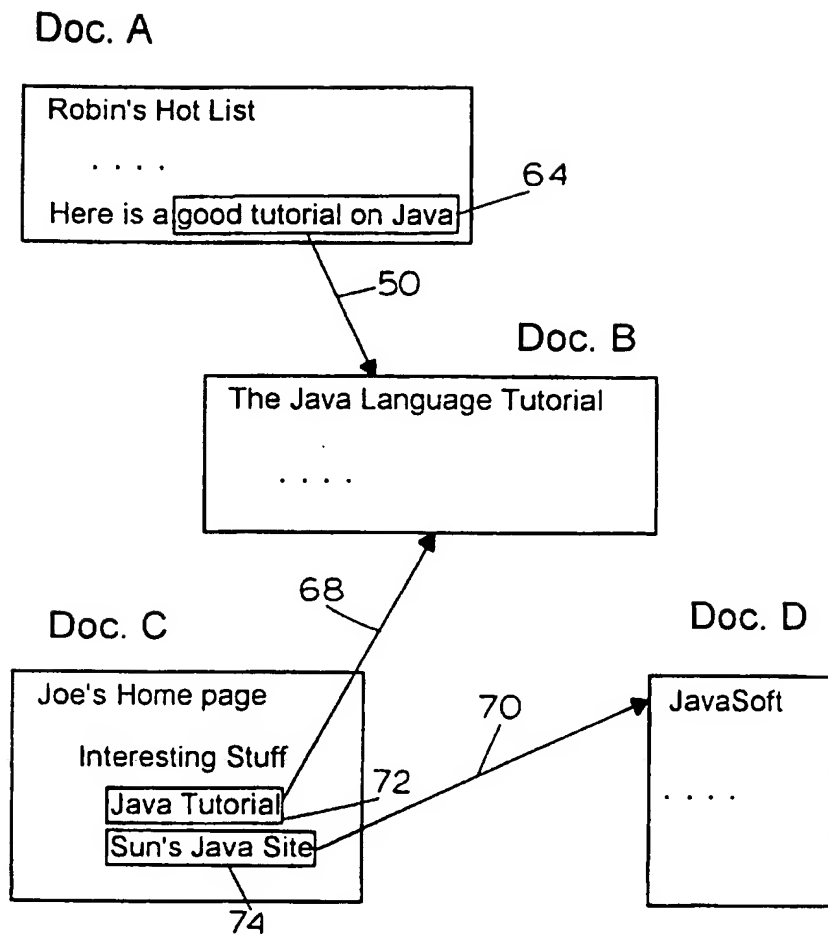 Doc. A
Robin's Hot List
. . . .
64
Here is a good tutorial on Java
50
Doc. B
The Java Language Tutorial
. . . .
68
Doc. C
Doc. D
Joe's Home page
70
JavaSoft
Interesting Stuff
72
Java Tutorial
. . . .
Sun's Java Site
74